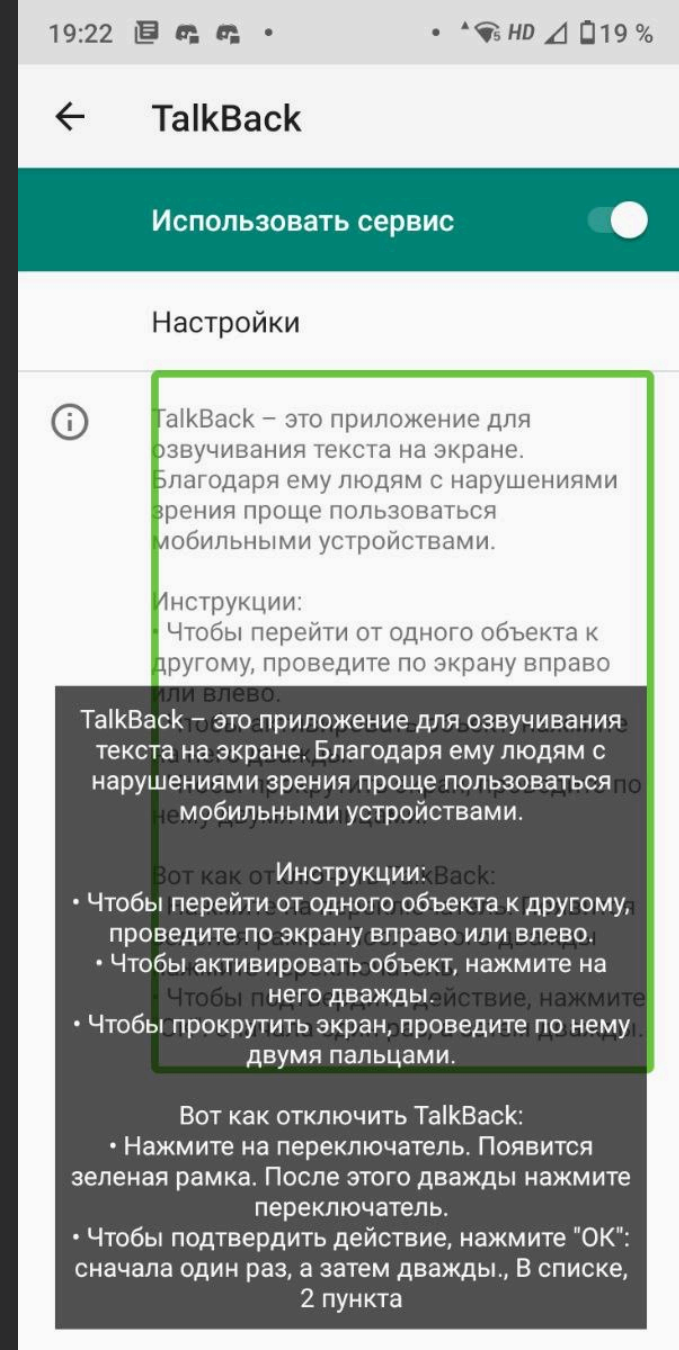 19:22 HD 19 %
TalkBack
Использовать сервис
Настройки
TalkBack – это приложение для
озвучивания текста на экране.
Благодаря ему людям с нарушениями
зрения проще пользоваться
мобильными устройствами.
Инструкции:
• Чтобы перейти от одного объекта к
другому, проведите по экрану вправо
или влево.
TalkBack – это приложение для озвучивания
текста на экране. Благодаря ему людям с
нарушениями зрения проще пользоваться
мобильными устройствами.
Инструкции:
• Чтобы перейти от одного объекта к другому,
проведите по экрану вправо или влево.
• Чтобы активировать объект, нажмите на
него дважды.
• Чтобы прокрутить экран, проведите по нему
двумя пальцами.
Вот как отключить TalkBack:
• Нажмите на переключатель. Появится
зеленая рамка. После этого дважды нажмите
переключатель.
• Чтобы подтвердить действие, нажмите "ОК":
сначала один раз, а затем дважды., В списке,
2 пункта